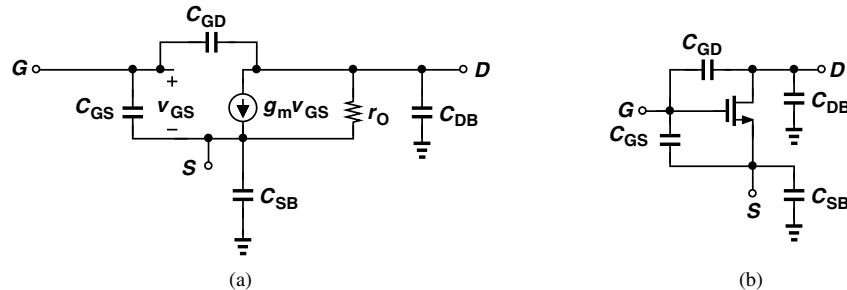 C_GD
G
+
C_GS
v_GS
−
g_m v_GS
r_O
D
C_DB
S
C_SB
(a)
C_GD
D
G
C_GS
C_DB
S
C_SB
(b)